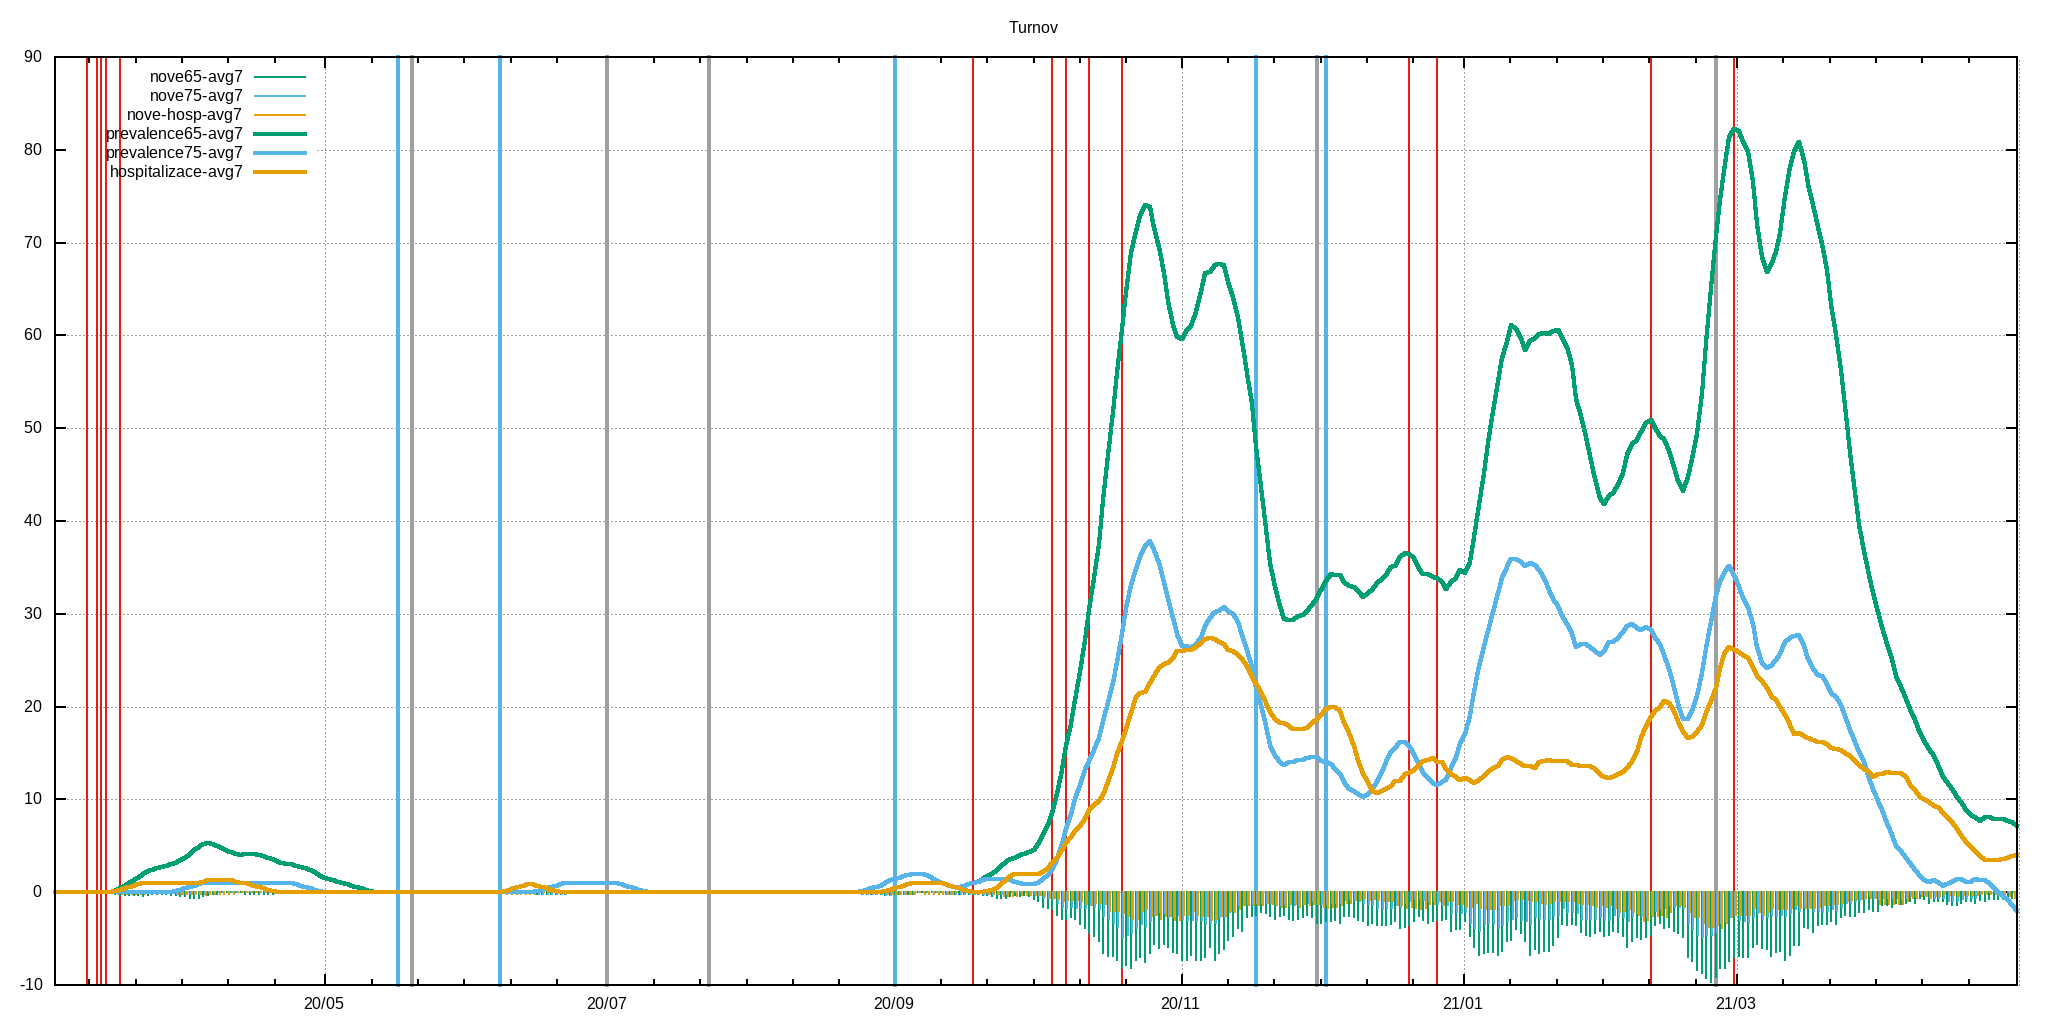 Turnov
90
nove65-avg7
nove75-avg7
nove-hosp-avg7
prevalence65-avg7
prevalence75-avg7
hospitalizace-avg7
80
70
60
50
40
30
20
10
0
-10
20/05 20/07 20/09 20/11 21/01 21/03